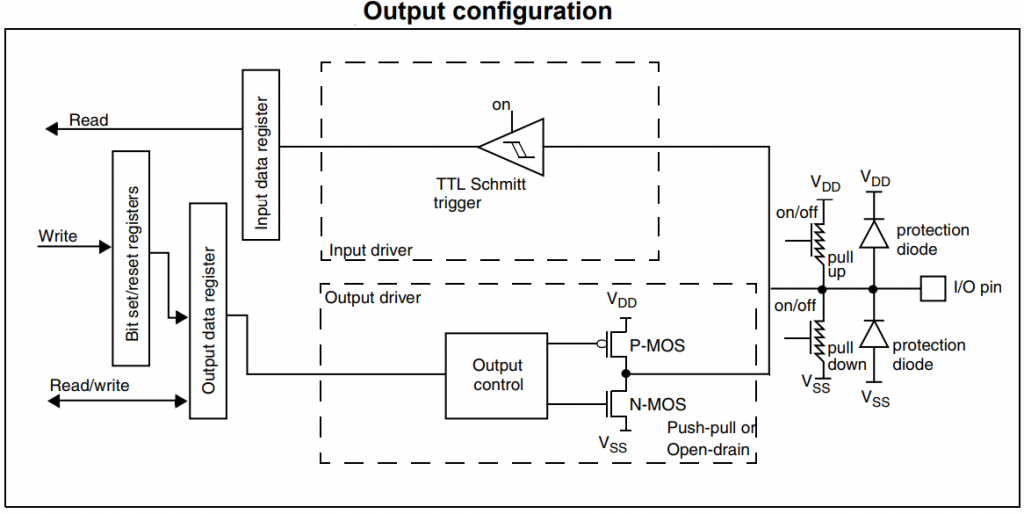 Output configuration
Read
Input data register
on
TTL Schmitt
trigger
Input driver
Write
Bit set/reset registers
Output data register
Read/write
Output driver
Output
control
VDD
P-MOS
N-MOS
VSS
Push-pull or
Open-drain
VDD
on/off
pull
up
VDD
protection
diode
I/O pin
on/off
pull
down
VSS
protection
diode
VSS